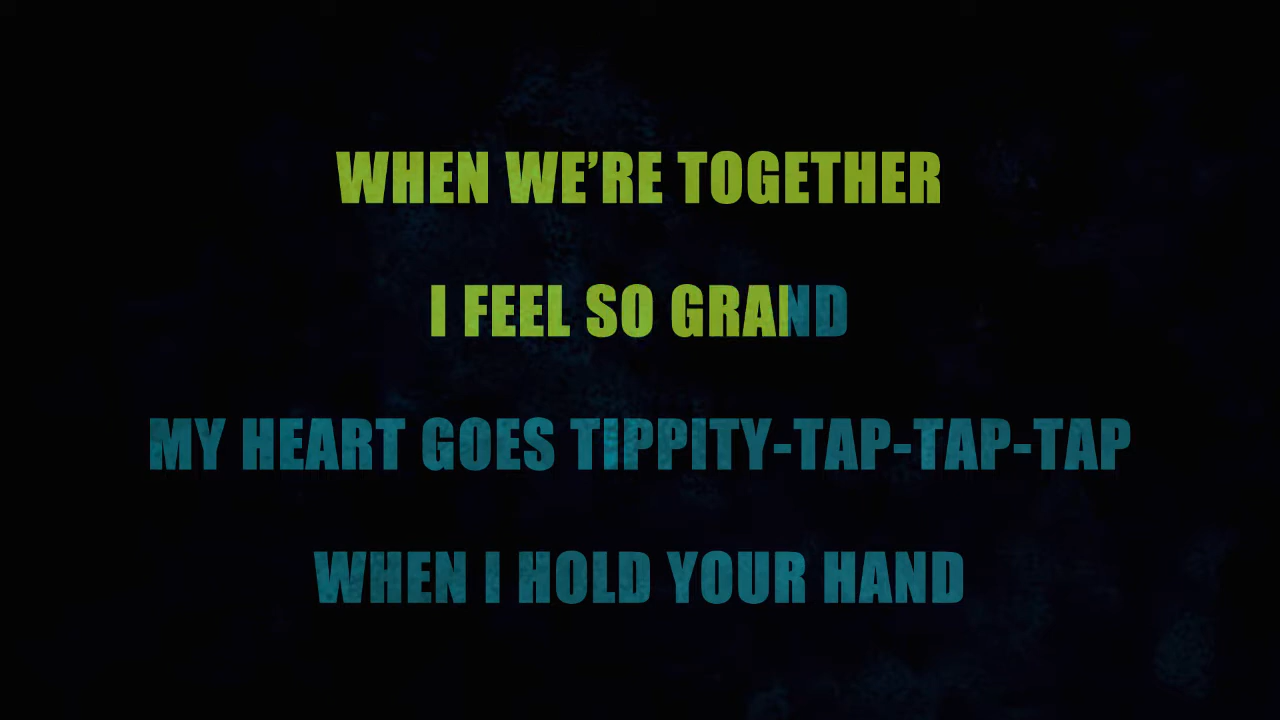 WHEN WE’RE TOGETHER
I FEEL SO GRAND
MY HEART GOES TIPPITY-TAP-TAP-TAP
WHEN I HOLD YOUR HAND